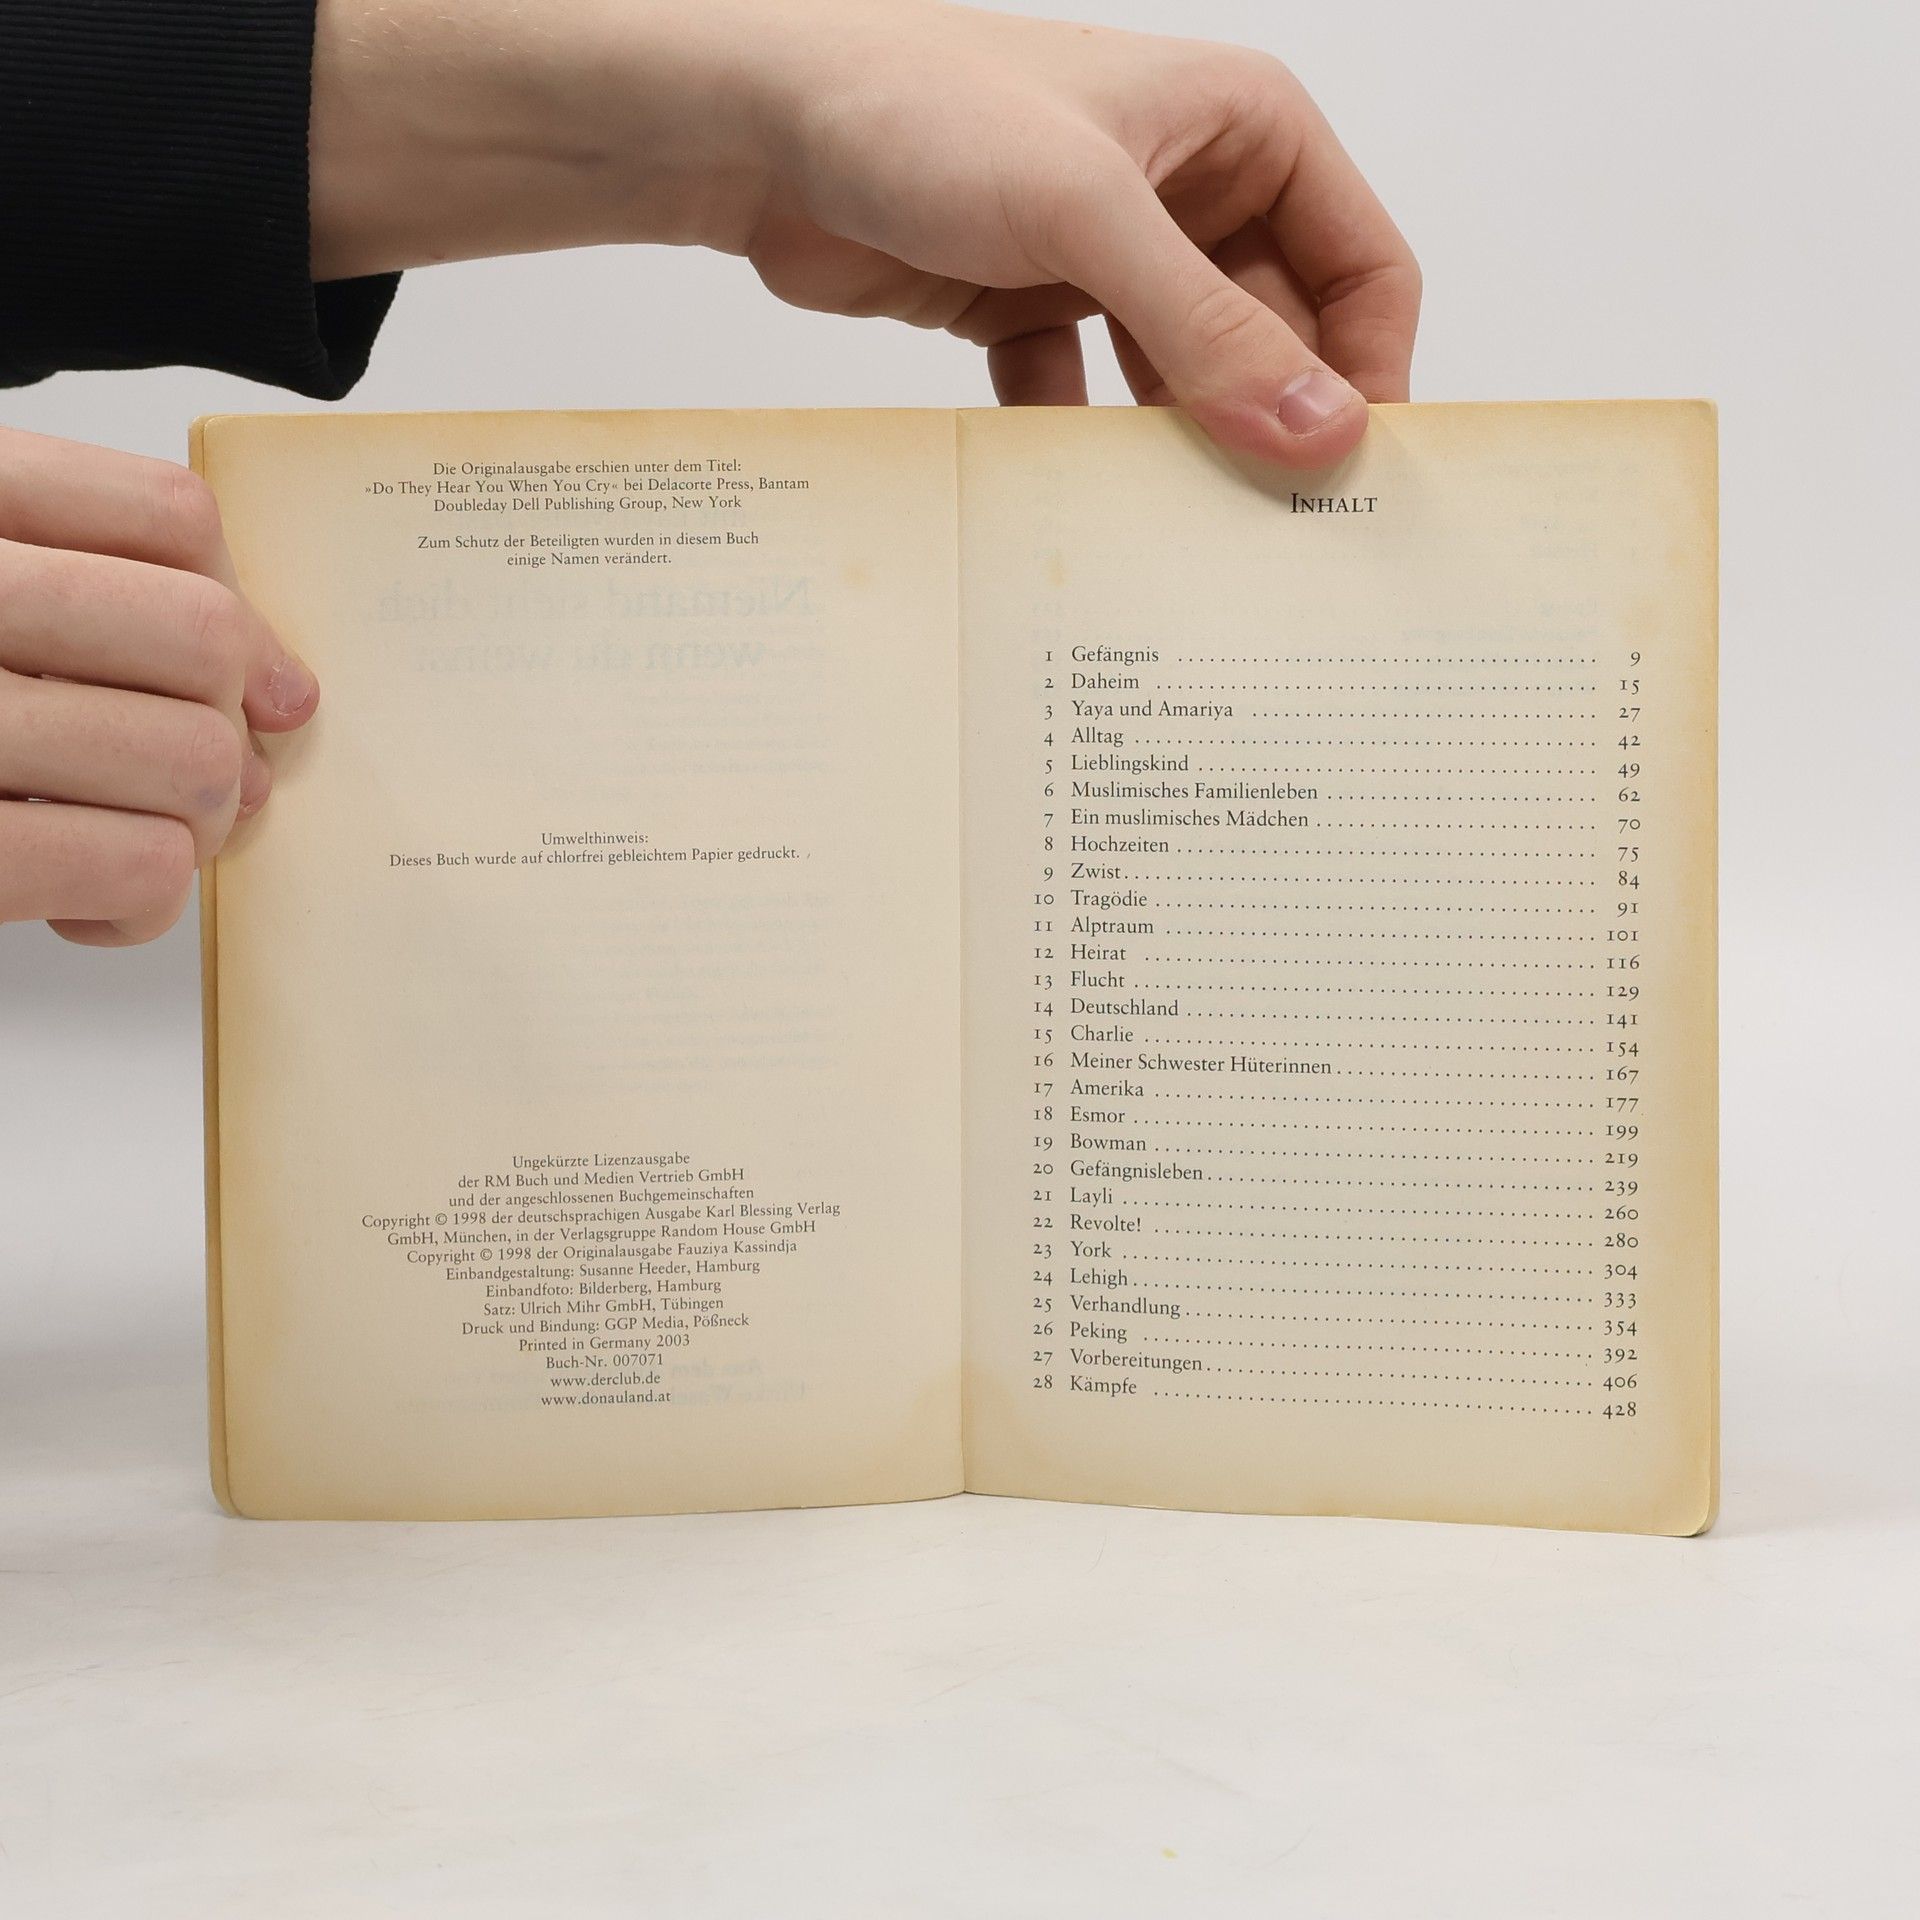 Die Originalausgabe erschien unter dem Titel:
»Do They Hear You When You Cry« bei Delacorte Press, Bantam
Doubleday Dell Publishing Group, New York
Zum Schutz der Beteiligten wurden in diesem Buch
einige Namen verändert.
Umwelthinweis:
Dieses Buch wurde auf chlorfrei gebleichtem Papier gedruckt.
Ungekürzte Lizenzausgabe
der RM Buch und Medien Vertrieb GmbH
und der angeschlossenen Buchgemeinschaften
Copyright © 1998 der deutschsprachigen Ausgabe Karl Blessing Verlag
GmbH, München, in der Verlagsgruppe Random House GmbH
Copyright © 1998 der Originalausgabe Fauziya Kassindja
Einbandgestaltung: Susanne Heeder, Hamburg
Einbandfoto: Bilderberg, Hamburg
Satz: Ulrich Mihr GmbH, Tübingen
Druck und Bindung: GGP Media, Pößneck
Printed in Germany 2003
Buch-Nr. 007071
www.derclub.de
www.donauland.at
INHALT
1 Gefängnis ........................................ 9
2 Daheim ........................................ 15
3 Yaya und Amariya ........................................ 27
4 Alltag ........................................ 42
5 Lieblingskind ........................................ 49
6 Muslimisches Familienleben ........................................ 62
7 Ein muslimisches Mädchen ........................................ 70
8 Hochzeiten ........................................ 75
9 Zwist ........................................ 84
10 Tragödie ........................................ 91
11 Alptraum ........................................ 101
12 Heirat ........................................ 116
13 Flucht ........................................ 129
14 Deutschland ........................................ 141
15 Charlie ........................................ 154
16 Meiner Schwester Hüterinnen ........................................ 167
17 Amerika ........................................ 177
18 Esmor ........................................ 199
19 Bowman ........................................ 219
20 Gefängnisleben ........................................ 239
21 Layli ........................................ 260
22 Revolte! ........................................ 280
23 York ........................................ 304
24 Lehigh ........................................ 333
25 Verhandlung ........................................ 354
26 Peking ........................................ 392
27 Vorbereitungen ........................................ 406
28 Kämpfe ........................................ 428